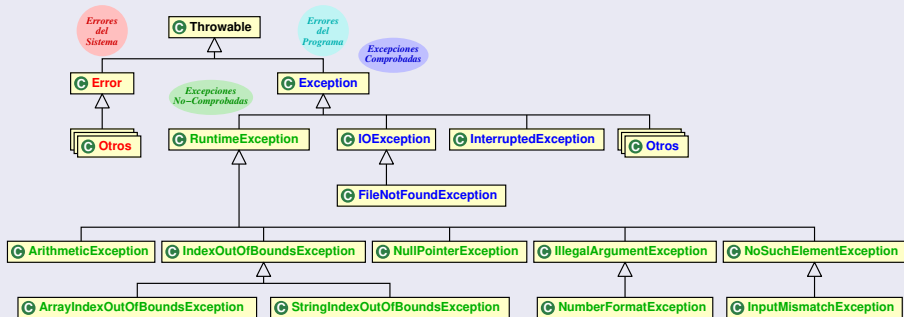 Errores
del
Sistema
C Throwable
Errores
del
Programa
Excepciones
Comprobadas
C Error
Excepciones
No-Comprobadas
C Exception
C Otros
C RuntimeException
C IOException
C InterruptedException
C Otros
C FileNotFoundException
C ArithmeticException
C IndexOutOfBoundsException
C NullPointerException
C IllegalArgumentException
C NoSuchElementException
C ArrayIndexOutOfBoundsException
C StringIndexOutOfBoundsException
C NumberFormatException
C InputMismatchException